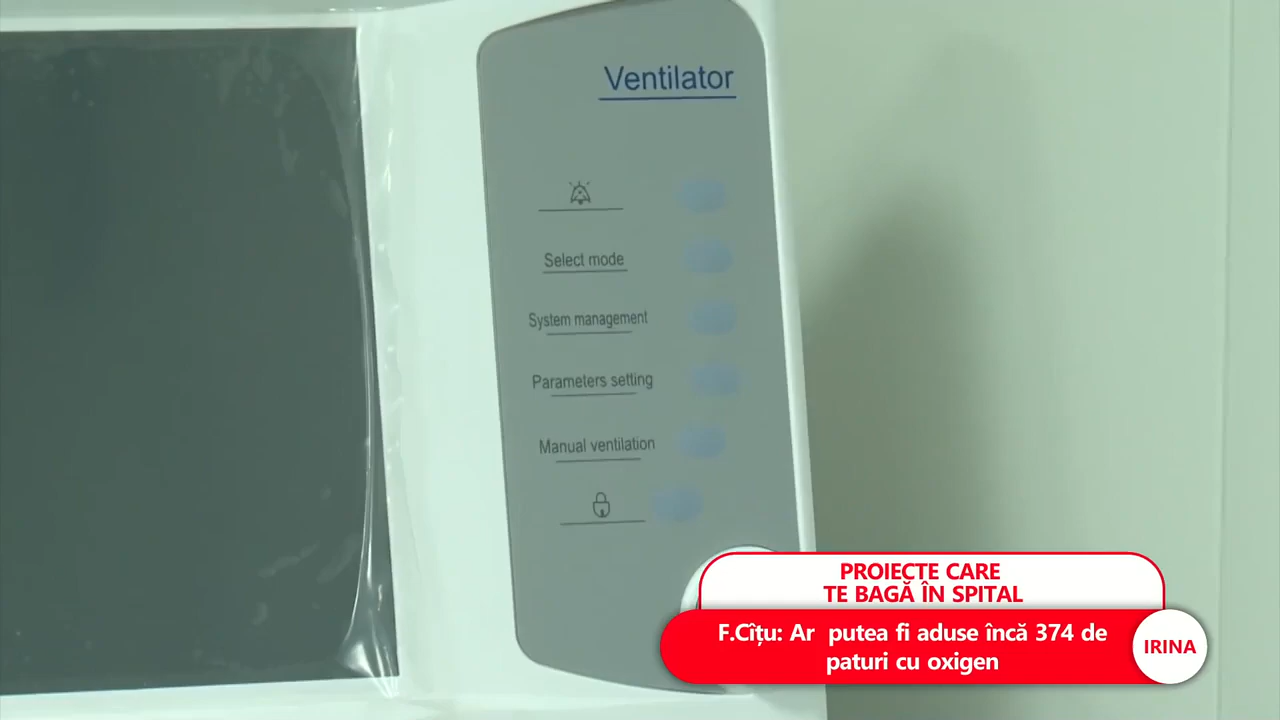 Ventilator
Select mode
System management
Parameters setting
Manual ventilation
PROIECTE CARE
TE BAGĂ ÎN SPITAL
F.Cîțu: Ar  putea fi aduse încă 374 de
paturi cu oxigen
IRINA